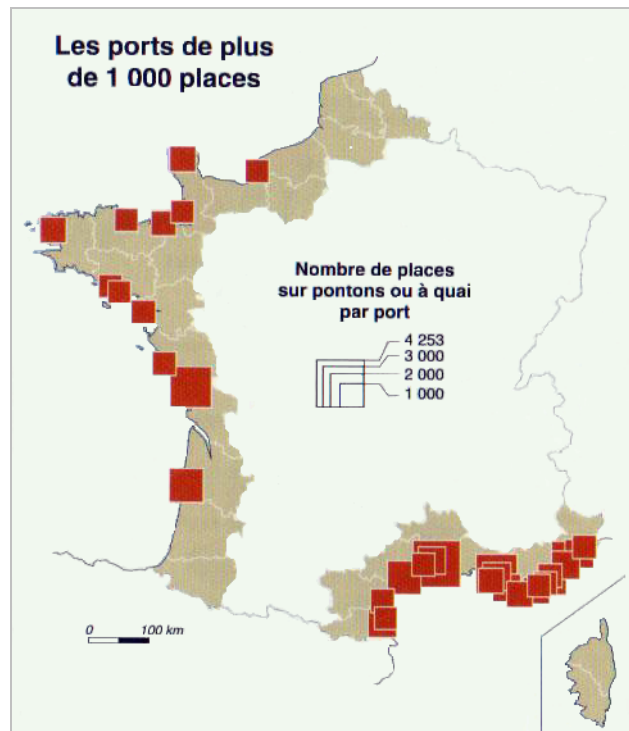 Les ports de plus
de 1 000 places
Nombre de places
sur pontons ou à quai
par port
4 253
3 000
2 000
1 000
0 100 km